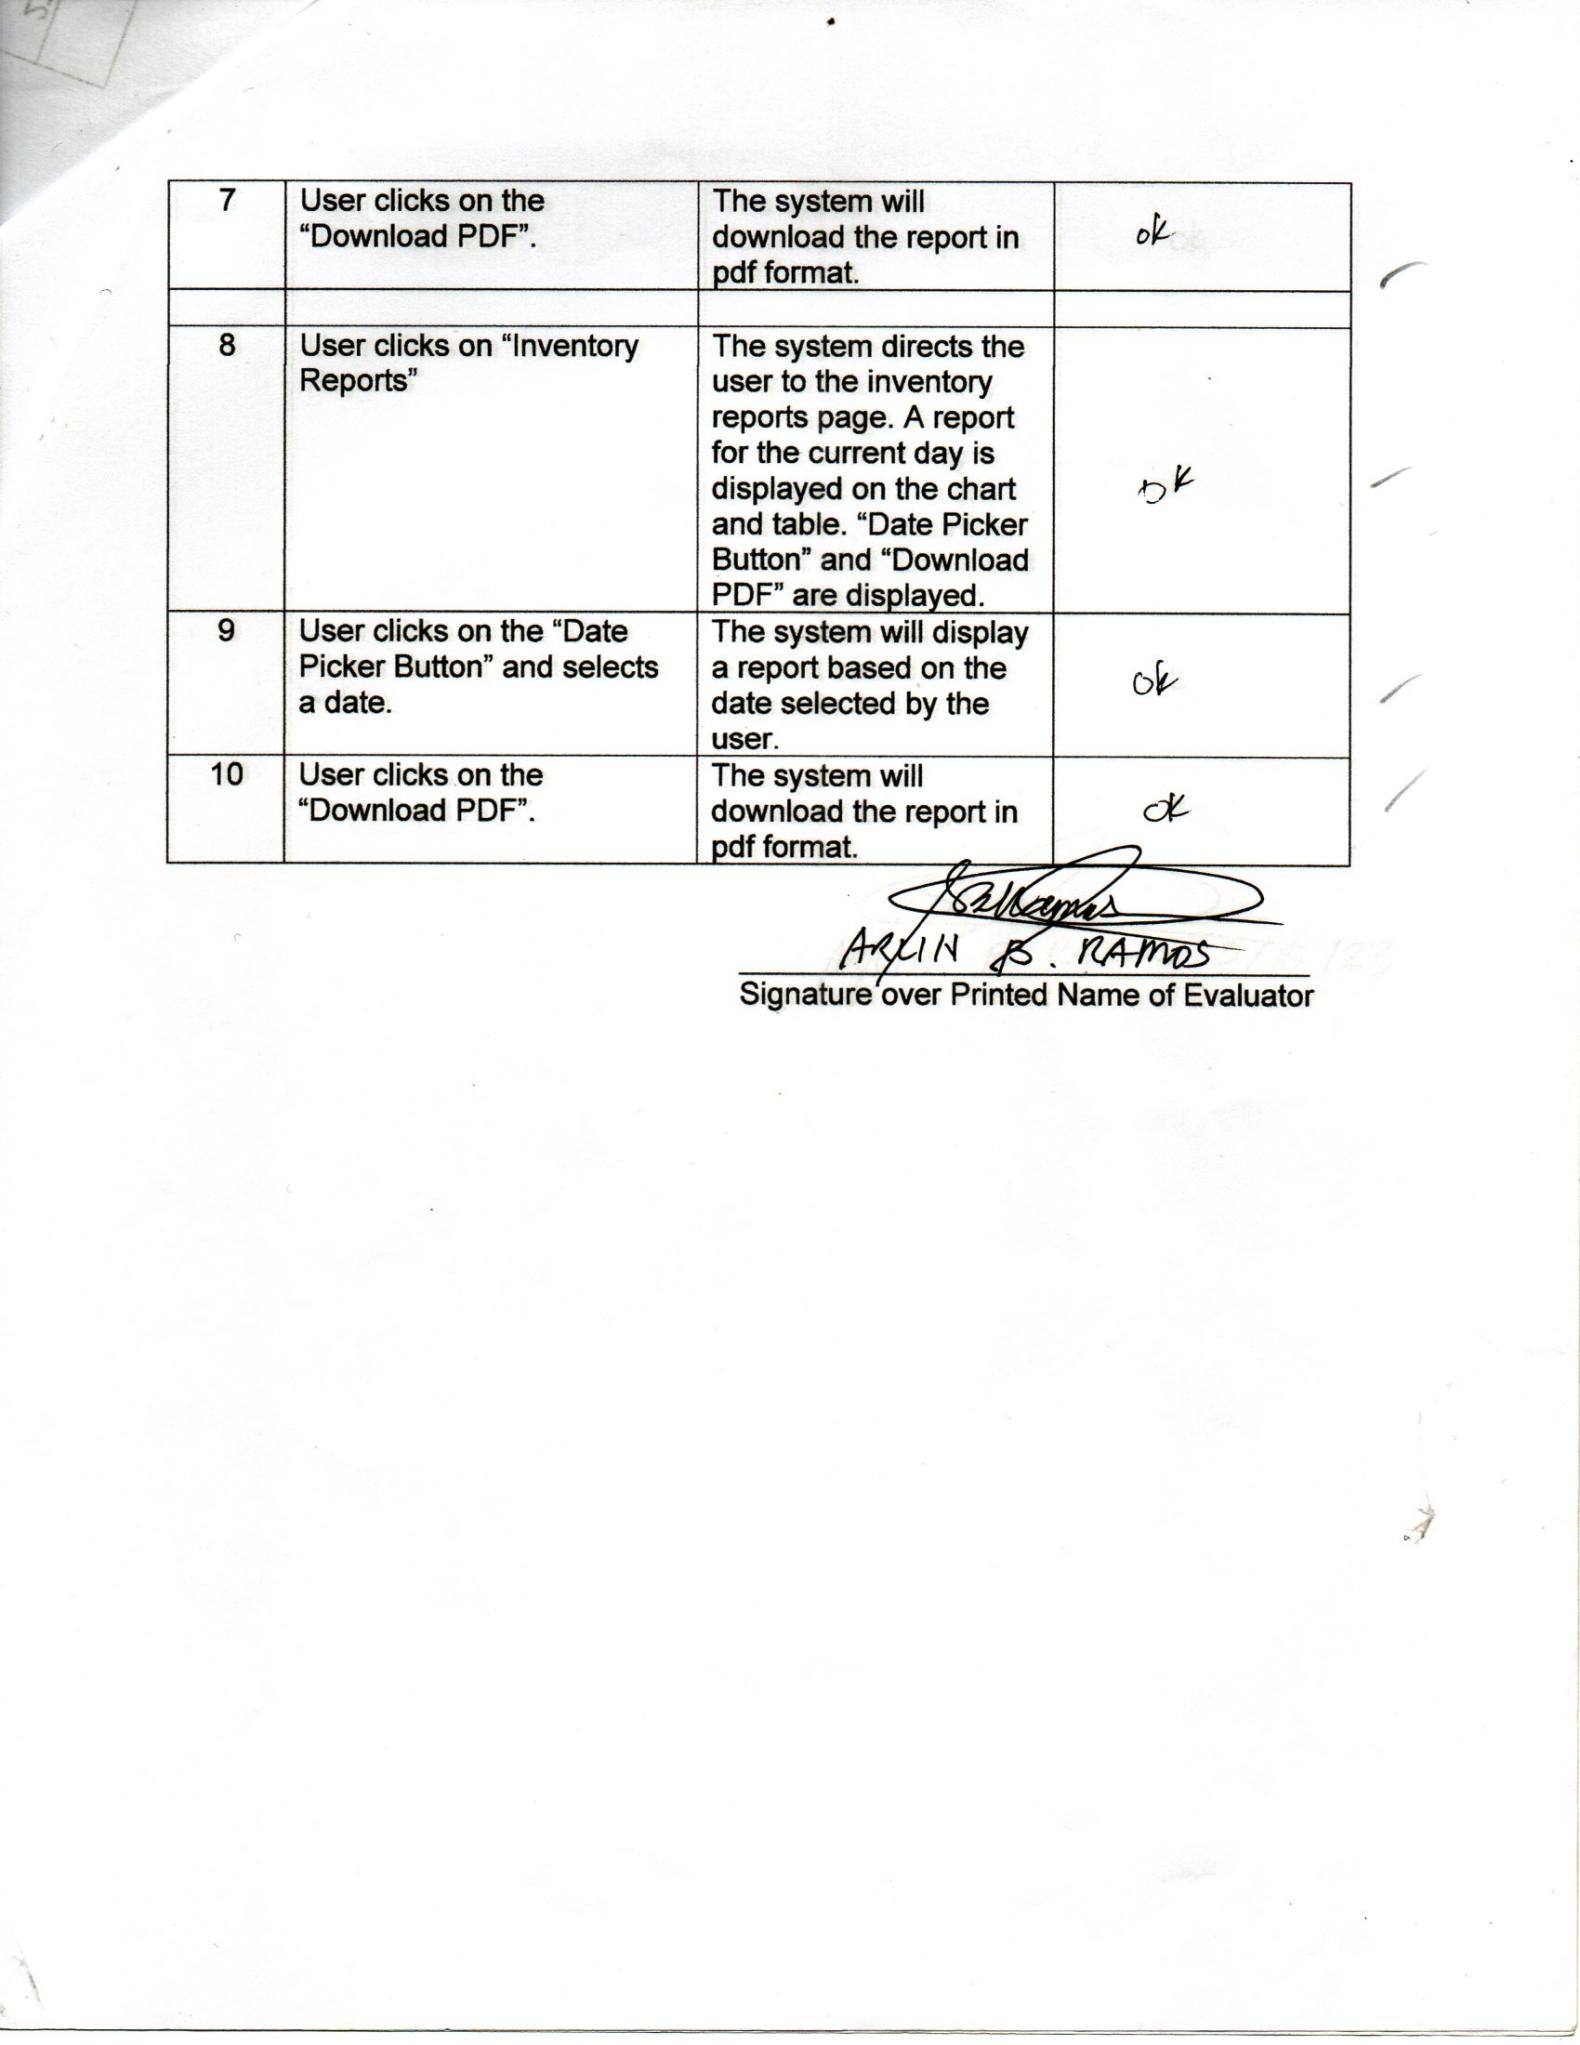 7
User clicks on the
“Download PDF”.
The system will
download the report in
pdf format.
ok
8
User clicks on “Inventory
Reports”
The system directs the
user to the inventory
reports page. A report
for the current day is
displayed on the chart
and table. “Date Picker
Button” and “Download
PDF” are displayed.
ok
9
User clicks on the “Date
Picker Button” and selects
a date.
The system will display
a report based on the
date selected by the
user.
ok
10
User clicks on the
“Download PDF”.
The system will
download the report in
pdf format.
ok
ARLIN B. RAMOS
Signature over Printed Name of Evaluator